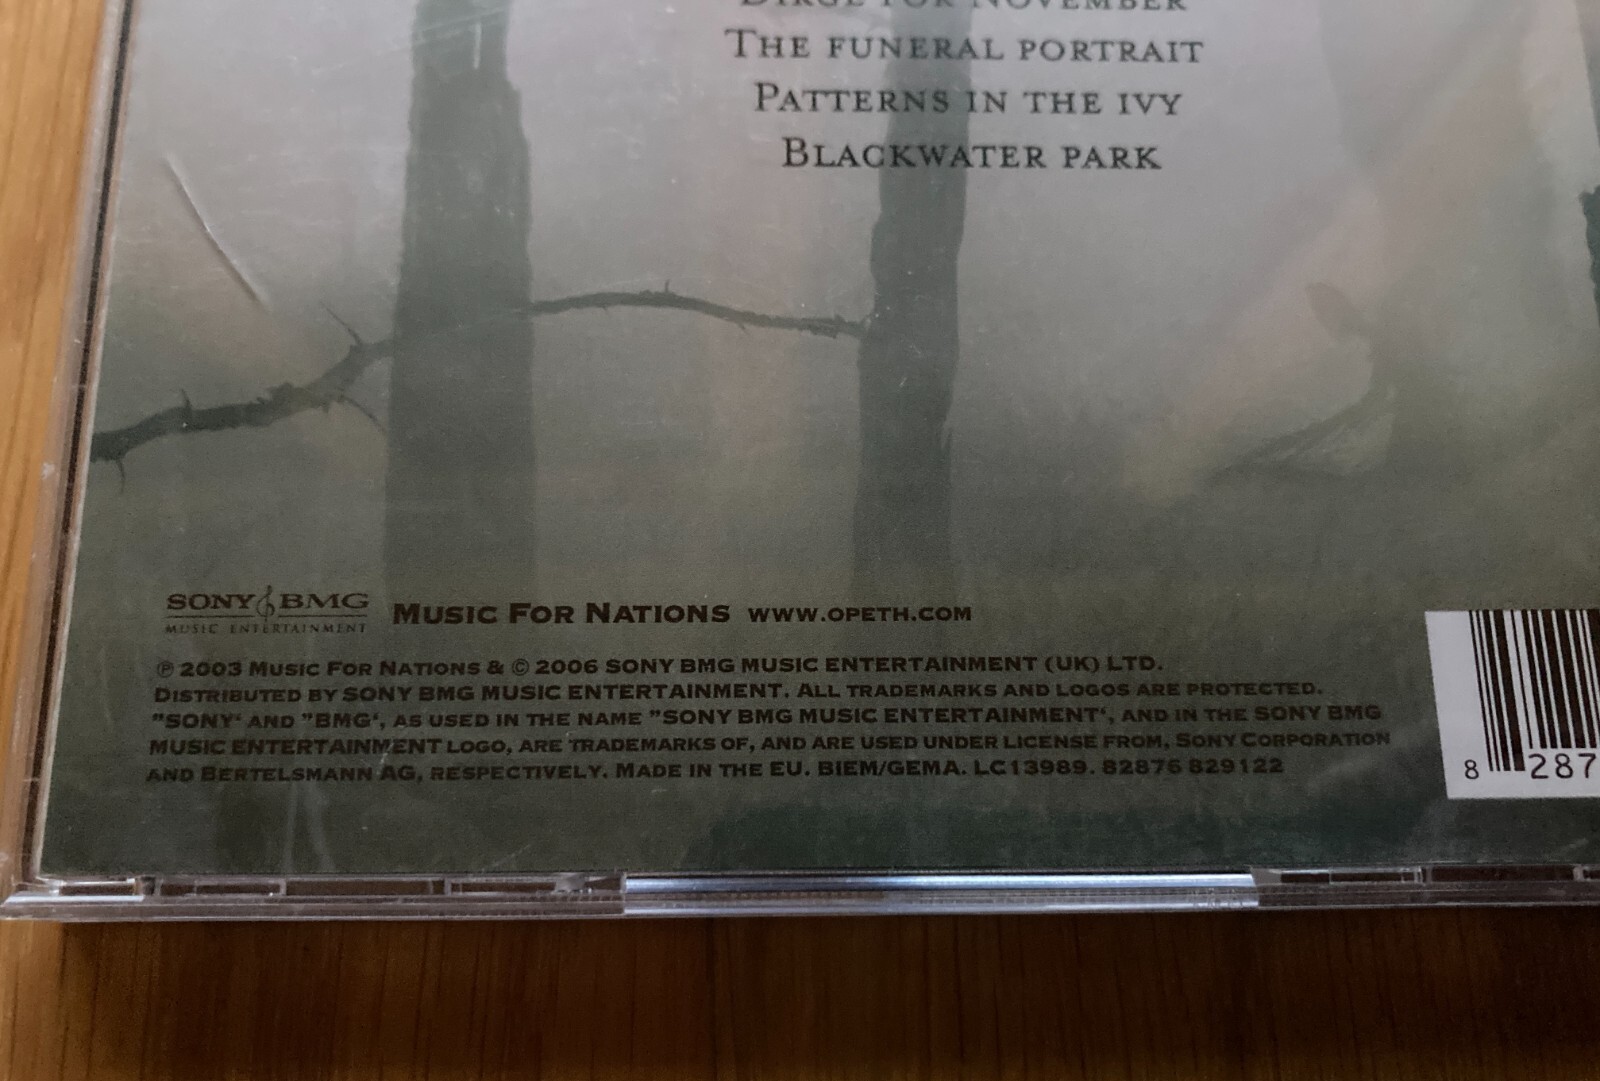 DIRGE FOR NOVEMBER
THE FUNERAL PORTRAIT
PATTERNS IN THE IVY
BLACKWATER PARK
SONY BMG
MUSIC ENTERTAINMENT
MUSIC FOR NATIONS WWW.OPETH.COM
℗ 2003 MUSIC FOR NATIONS & © 2006 SONY BMG MUSIC ENTERTAINMENT (UK) LTD.
DISTRIBUTED BY SONY BMG MUSIC ENTERTAINMENT. ALL TRADEMARKS AND LOGOS ARE PROTECTED.
"SONY' AND "BMG', AS USED IN THE NAME "SONY BMG MUSIC ENTERTAINMENT', AND IN THE SONY BMG
MUSIC ENTERTAINMENT LOGO, ARE TRADEMARKS OF, AND ARE USED UNDER LICENSE FROM, SONY CORPORATION
AND BERTELSMANN AG, RESPECTIVELY. MADE IN THE EU. BIEM/GEMA. LC13989. 82876 829122
8 287